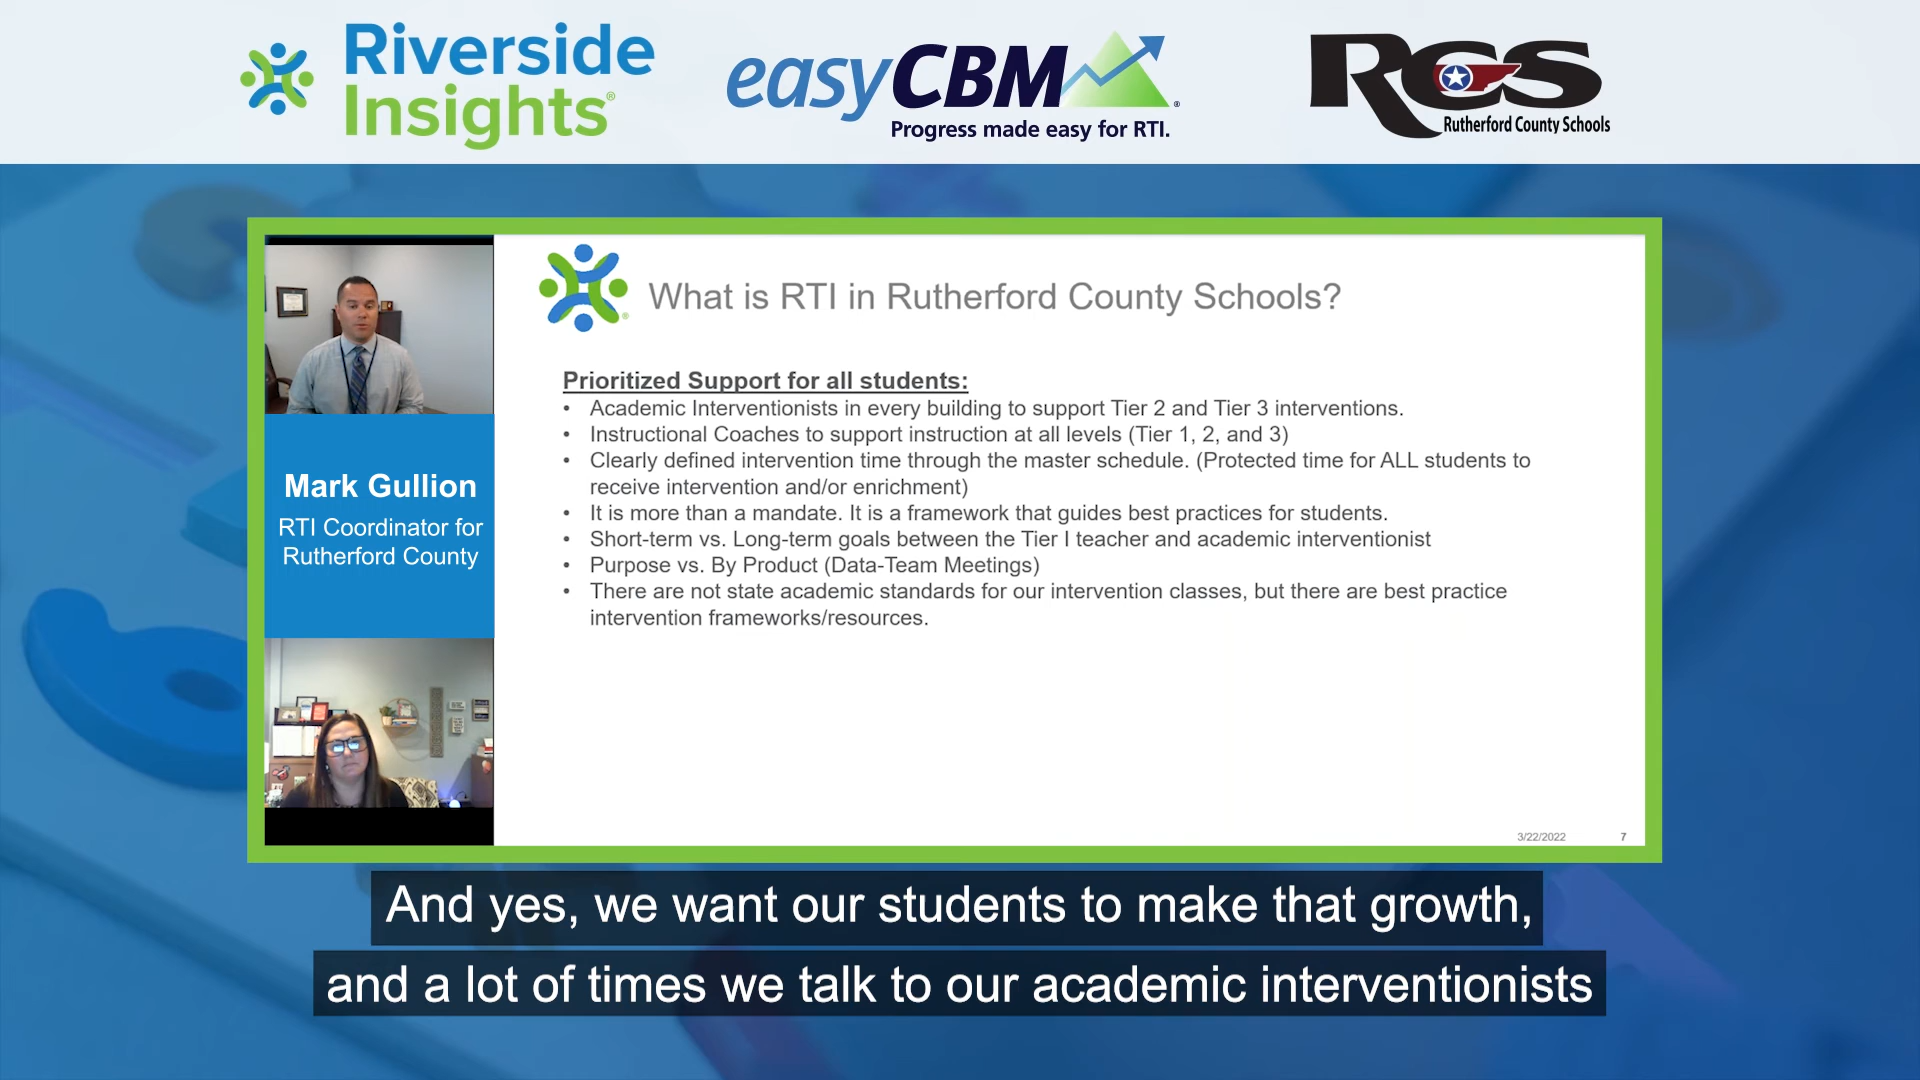 Riverside
Insights®
easyCBM®
Progress made easy for RTI.
RCS
Rutherford County Schools
What is RTI in Rutherford County Schools?
Prioritized Support for all students:
• Academic Interventionists in every building to support Tier 2 and Tier 3 interventions.
• Instructional Coaches to support instruction at all levels (Tier 1, 2, and 3)
• Clearly defined intervention time through the master schedule. (Protected time for ALL students to
receive intervention and/or enrichment)
• It is more than a mandate. It is a framework that guides best practices for students.
• Short-term vs. Long-term goals between the Tier I teacher and academic interventionist
• Purpose vs. By Product (Data-Team Meetings)
• There are not state academic standards for our intervention classes, but there are best practice
intervention frameworks/resources.
Mark Gullion
RTI Coordinator for
Rutherford County
3/22/2022 7
And yes, we want our students to make that growth,
and a lot of times we talk to our academic interventionists